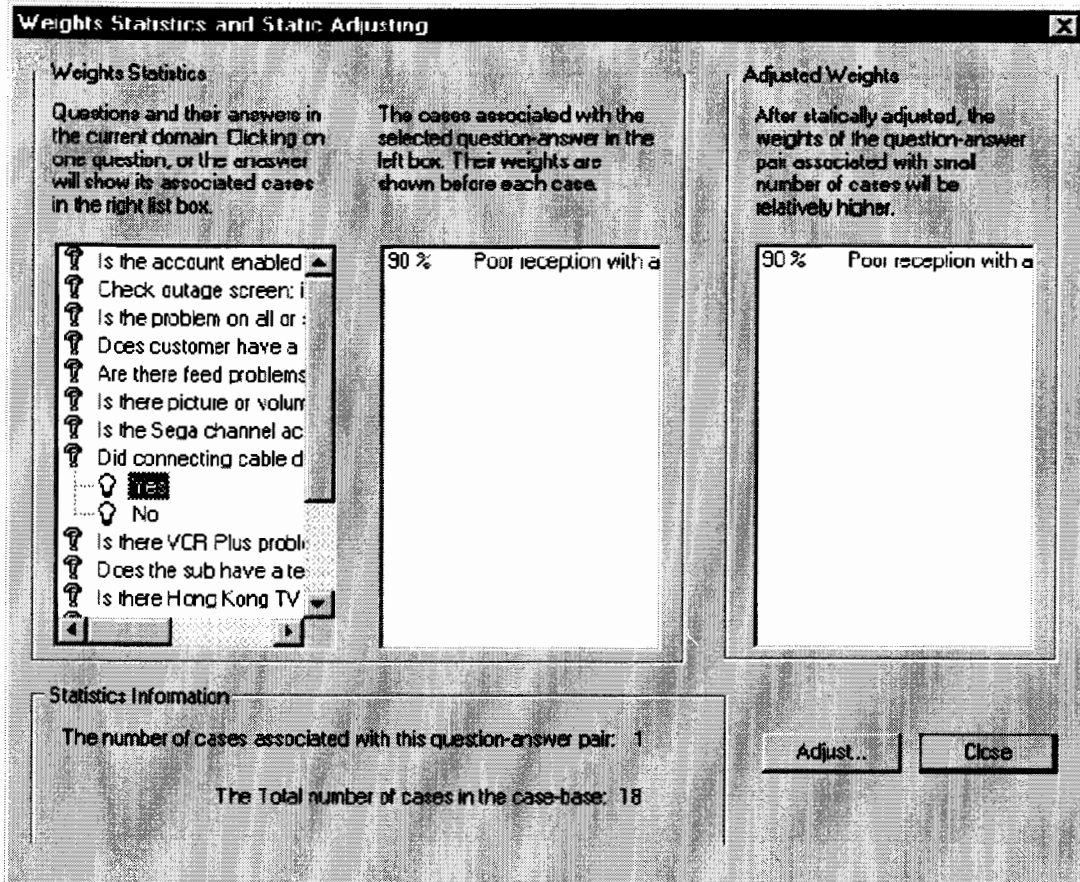 Weights Statistics and Static Adjusting
Weights Statistics
Questions and their answers in
the current domain. Clicking on
one question, or the answer
will show its associated cases
in the right list box.
The cases associated with the
selected question-answer in the
left box. Their weights are
shown before each case.
Adjusted Weights
After statically adjusted, the
weights of the question-answer
pair associated with small
number of cases will be
relatively higher.
Is the account enabled
Check outage screen: i
Is the problem on all or
Does customer have a
Are there feed problems
Is there picture or volum
Is the Sega channel ac
Did connecting cable d
Yes
No
Is there VCR Plus proble
Does the sub have a te
Is there Hong Kong TV
90 % Poor reception with a
90 % Poor reception with a
Statistics Information
The number of cases associated with this question-answer pair: 1
The Total number of cases in the case-base: 18
Adjust...
Close